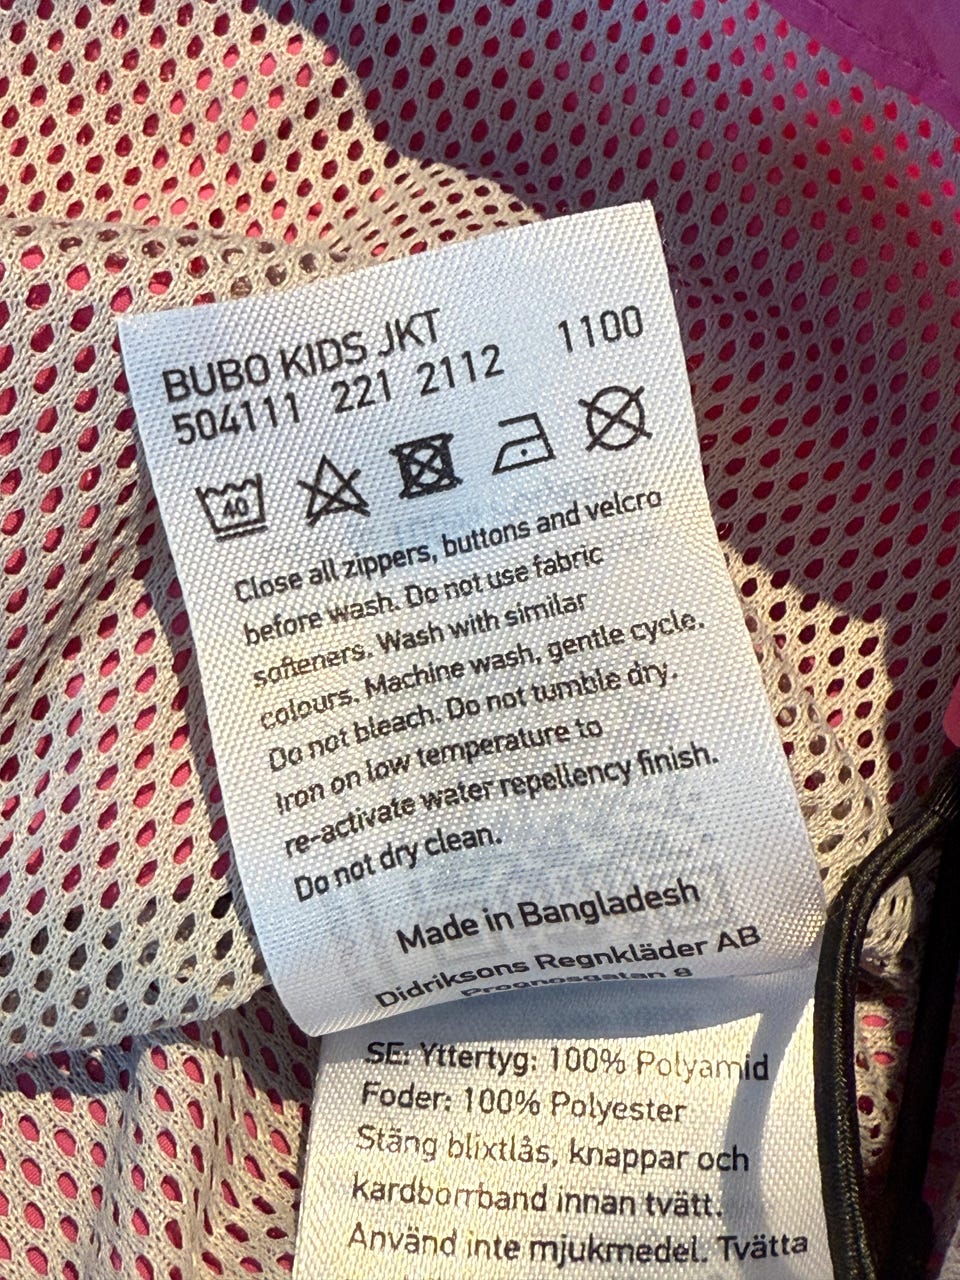 BUBO KIDS JKT 1100
504111 221 2112
40
Close all zippers, buttons and velcro
before wash. Do not use fabric
softeners. Wash with similar
colours. Machine wash, gentle cycle.
Do not bleach. Do not tumble dry.
Iron on low temperature to
re-activate water repellency finish.
Do not dry clean.
Made in Bangladesh
Didriksons Regnkläder AB
Prognosgatan 9
SE: Yttertyg: 100% Polyamid
Foder: 100% Polyester
Stäng blixtlås, knappar och
kardborrband innan tvätt.
Använd inte mjukmedel. Tvätta